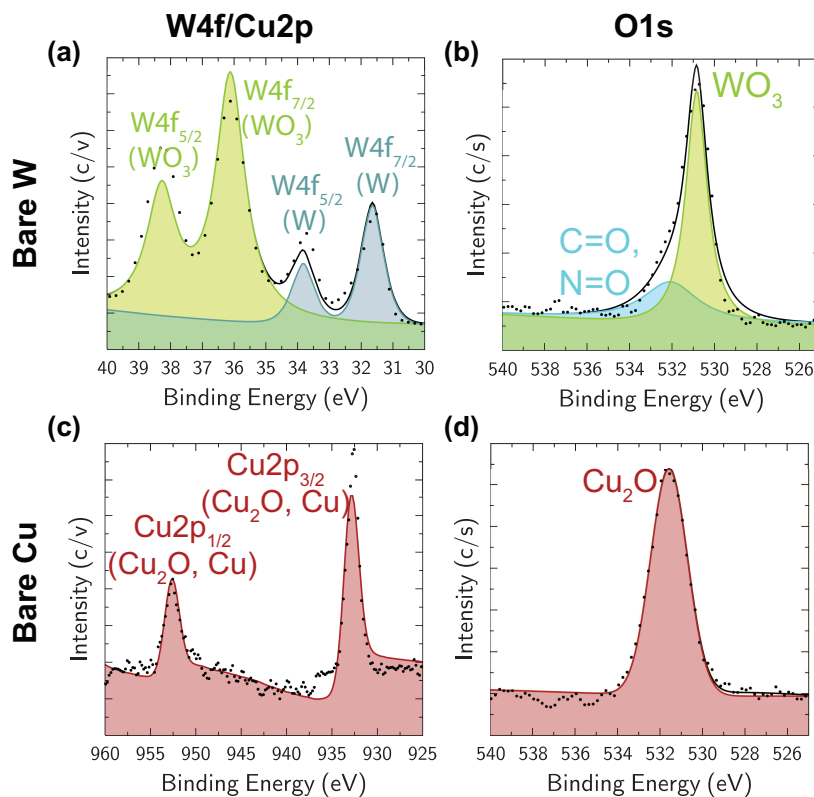 W4f/Cu2p
O1s
Bare W
(a)
Intensity (c/v)
W4f5/2
(WO3)
W4f7/2
(WO3)
W4f5/2
(W)
W4f7/2
(W)
40 39 38 37 36 35 34 33 32 31 30
Binding Energy (eV)
(b)
Intensity (c/s)
WO3
C=O,
N=O
540 538 536 534 532 530 528 526
Binding Energy (eV)
Bare Cu
(c)
Intensity (c/v)
Cu2p3/2
(Cu2O, Cu)
Cu2p1/2
(Cu2O, Cu)
960 955 950 945 940 935 930 925
Binding Energy (eV)
(d)
Intensity (c/s)
Cu2O
540 538 536 534 532 530 528 526
Binding Energy (eV)